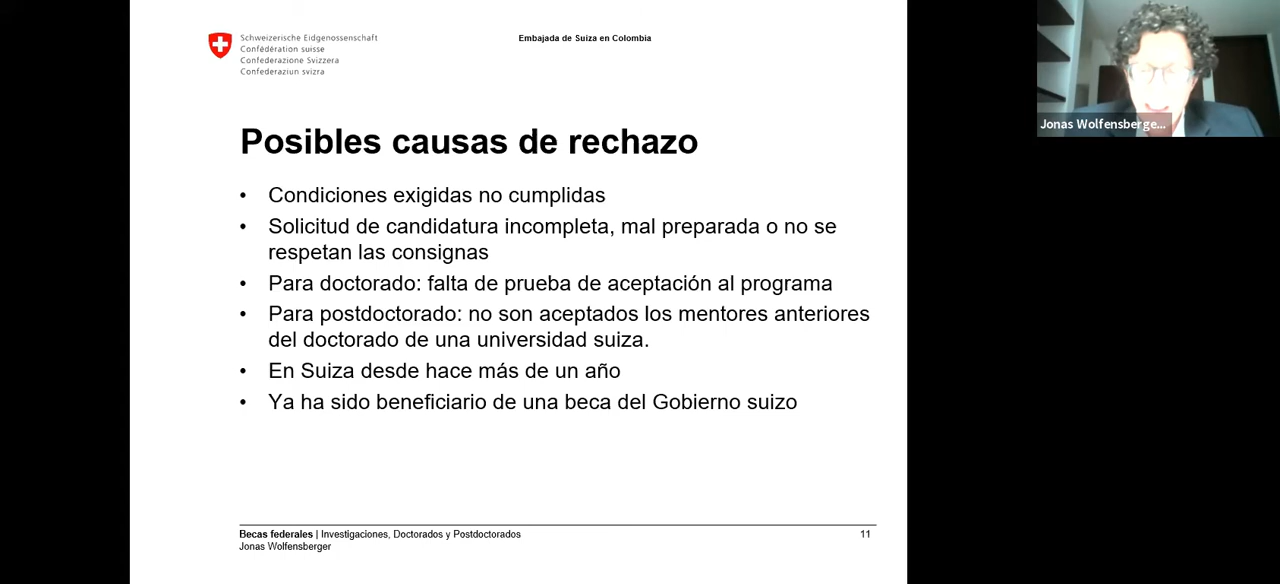 Schweizerische Eidgenossenschaft
Confédération suisse
Confederazione Svizzera
Confederaziun svizra
Embajada de Suiza en Colombia
Jonas Wolfensberge...
Posibles causas de rechazo
• Condiciones exigidas no cumplidas
• Solicitud de candidatura incompleta, mal preparada o no se
respetan las consignas
• Para doctorado: falta de prueba de aceptación al programa
• Para postdoctorado: no son aceptados los mentores anteriores
del doctorado de una universidad suiza.
• En Suiza desde hace más de un año
• Ya ha sido beneficiario de una beca del Gobierno suizo
Becas federales | Investigaciones, Doctorados y Postdoctorados
Jonas Wolfensberger
11